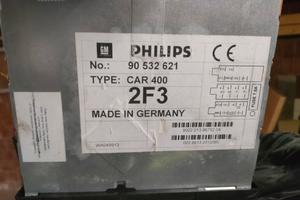 GM PHILIPS CE
No.: 90 532 621
TYPE: CAR 400
2F3
MADE IN GERMANY